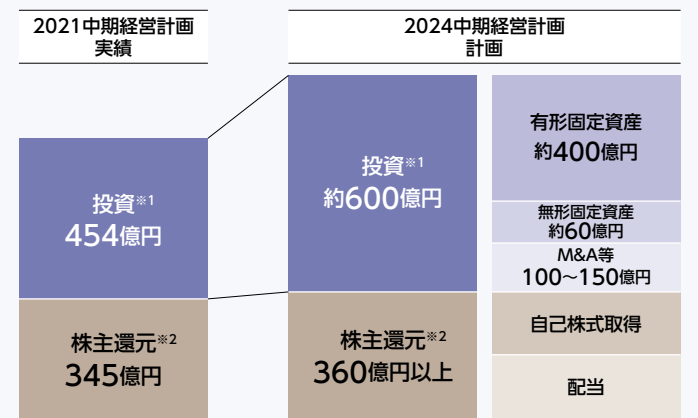 2021中期経営計画
実績
2024中期経営計画
計画
投資※1
454億円
株主還元※2
345億円
投資※1
約600億円
株主還元※2
360億円以上
有形固定資産
約400億円
無形固定資産
約60億円
M&A等
100～150億円
自己株式取得
配当